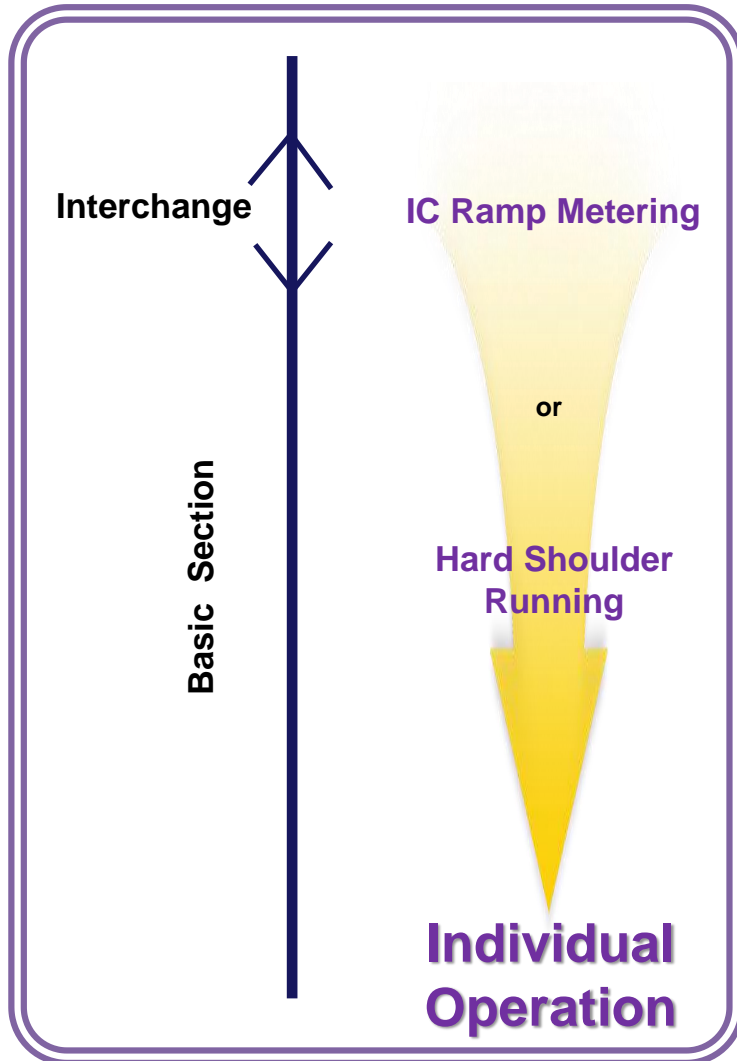 Interchange
IC Ramp Metering
or
Basic Section
Hard Shoulder
Running
Individual
Operation